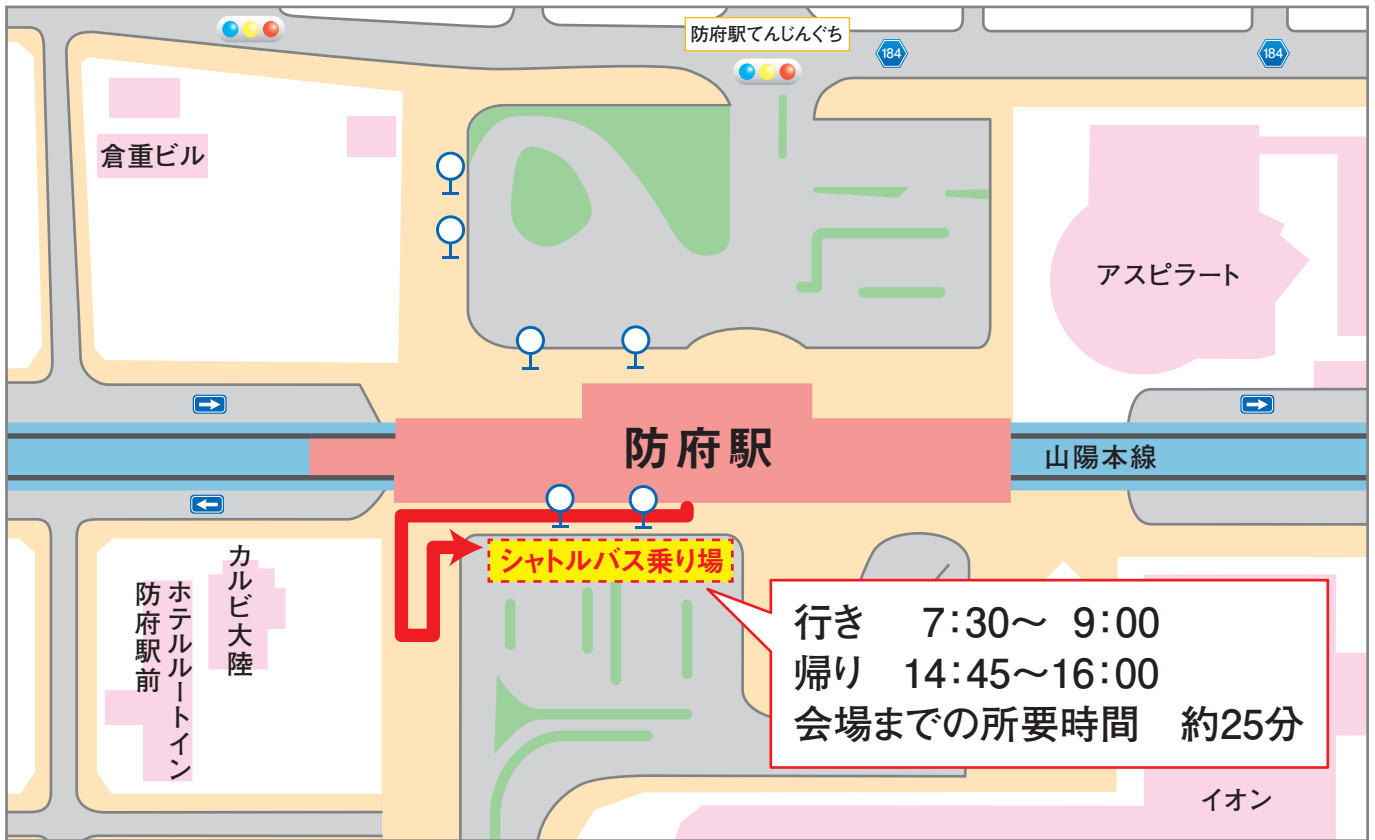 防府駅てんじんぐち
184
184
倉重ビル
アスピラート
防府駅
山陽本線
シャトルバス乗り場
カルビ大陸
ホテルルートイン
防府駅前
行き　7:30〜 9:00
帰り　14:45〜16:00
会場までの所要時間　約25分
イオン